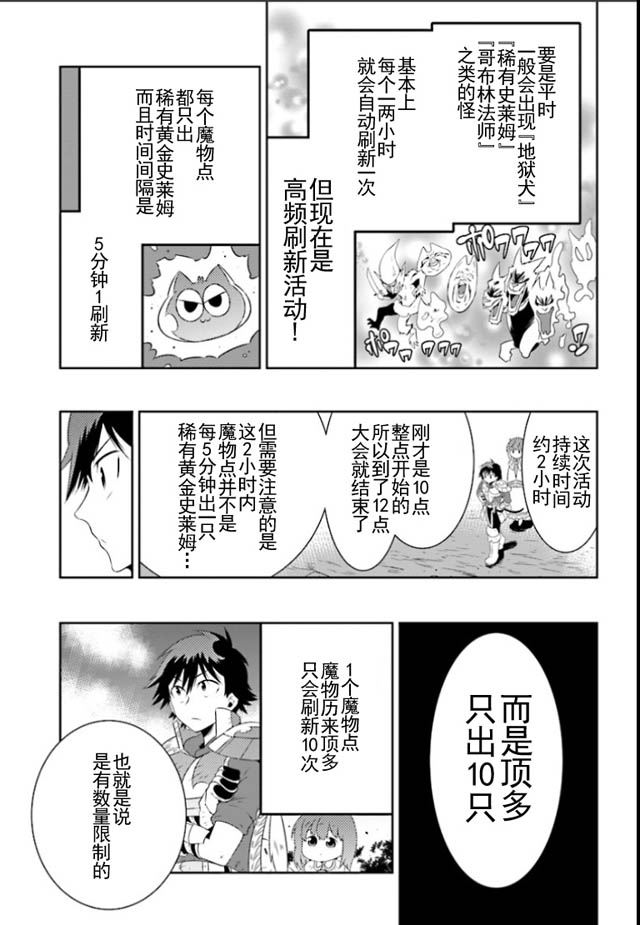 要是平时
一般会出现『地狱犬』
『稀有史莱姆』
『哥布林法师』
之类的怪
基本上
每个一两小时
就会自动刷新一次
ポワワワワ
ポワワワ
但现在是
高频刷新活动！
每个魔物点
都只出
稀有黄金史莱姆
而且时间间隔是
5分钟1刷新
这次活动
持续时间
约2小时
刚才是10点
整点开始的
所以到了12点
大会就结束了
但需要注意的是
这2小时内
魔物点并不是
每5分钟出一只
稀有黄金史莱姆…
而是顶多
只出10只
1个魔物点
魔物历来顶多
只会刷新10次
也就是说
是有数量限制的